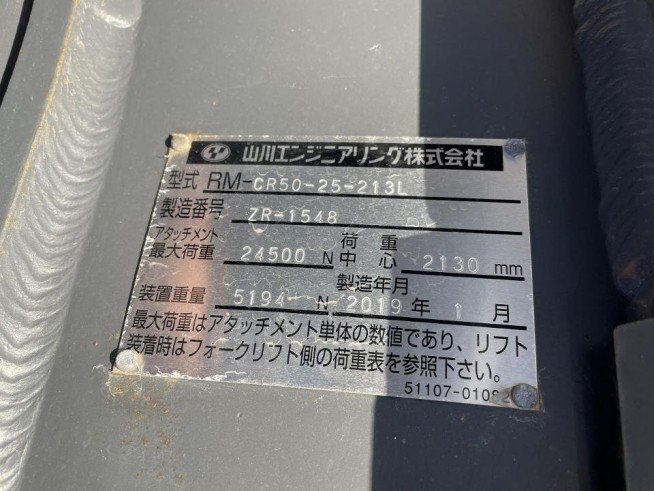 山川エンジニアリング株式会社
型式 RM-CR50-25-213L
製造番号 ZR-1548
アタッチメント 最大荷重 24500 N 荷重中心 2130 mm
製造年月
装置重量 5194 N 2019 年 1 月
最大荷重はアタッチメント単体の数値であり、リフト
装着時はフォークリフト側の荷重表を参照下さい。
51107-01082